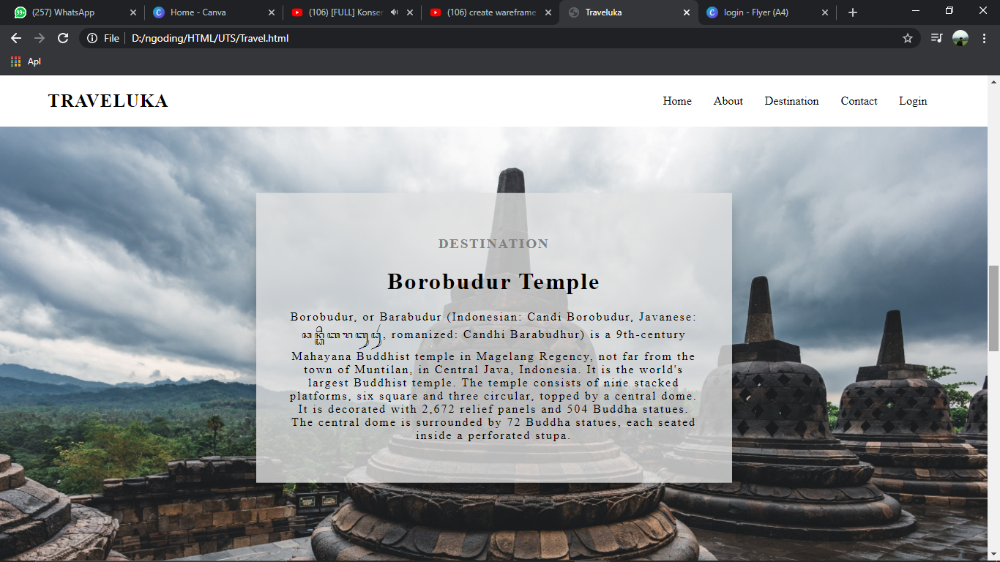 (257) WhatsApp
Home - Canva
(106) [FULL] Konser
(106) create wareframe
Traveluka
login - Flyer (A4)
File D:/ngoding/HTML/UTS/Travel.html
Apl
TRAVELUKA
Home About Destination Contact Login
DESTINATION
Borobudur Temple
Borobudur, or Barabudur (Indonesian: Candi Borobudur, Javanese:
, romanized: Candhi Barabudhur) is a 9th-century
Mahayana Buddhist temple in Magelang Regency, not far from the
town of Muntilan, in Central Java, Indonesia. It is the world's
largest Buddhist temple. The temple consists of nine stacked
platforms, six square and three circular, topped by a central dome.
It is decorated with 2,672 relief panels and 504 Buddha statues.
The central dome is surrounded by 72 Buddha statues, each seated
inside a perforated stupa.